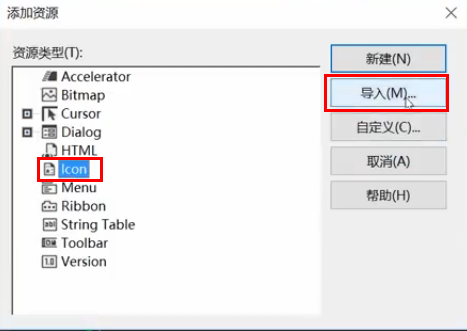 添加资源
资源类型(T):
Accelerator
Bitmap
Cursor
Dialog
HTML
Icon
Menu
Ribbon
String Table
Toolbar
Version
新建(N)
导入(M)...
自定义(C)...
取消(A)
帮助(H)